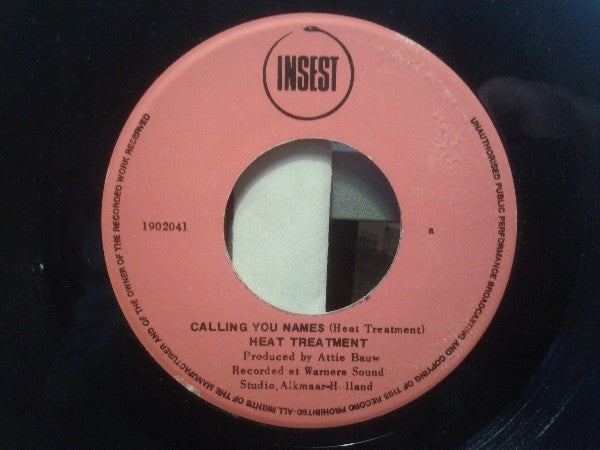 INSEST
1902041
a
CALLING YOU NAMES (Heat Treatment)
HEAT TREATMENT
Produced by Attie Bauw
Recorded at Warners Sound
Studio, Alkmaar-H lland
ALL RIGHTS OF THE MANUFACTURER AND OF THE OWNER OF THE RECORDED WORK RECERVED
UNAUTHORISED PUBLIC PERFORMANCE BROADCASTING AND COPYING OF THIS RECORD PROHIBITSD-